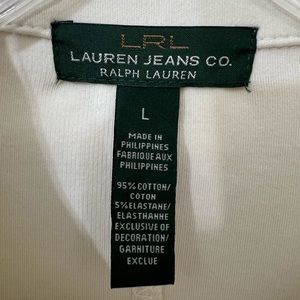 LRL
LAUREN JEANS CO.
RALPH LAUREN
L
MADE IN
PHILIPPINES
FABRIQUE AUX
PHILIPPINES
95% COTTON/
COTON
5% ELASTANE/
ELASTHANNE
EXCLUSIVE OF
DECORATION/
GARNITURE
EXCLUE